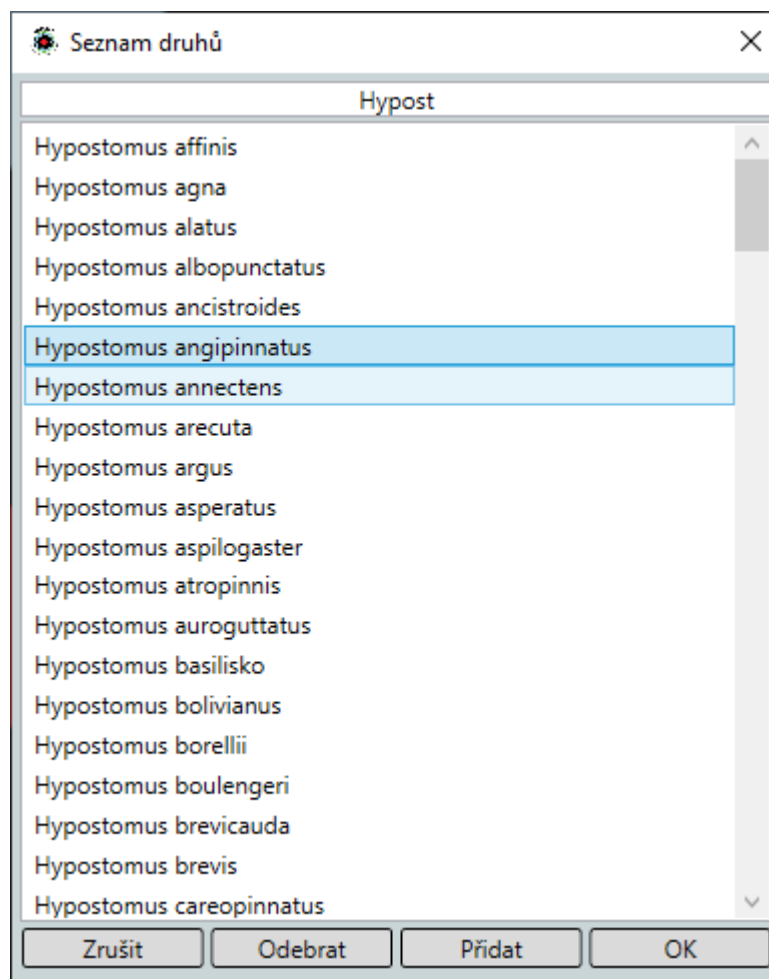 Seznam druhů
Hypost
Hypostomus affinis
Hypostomus agna
Hypostomus alatus
Hypostomus albopunctatus
Hypostomus ancistroides
Hypostomus angipinnatus
Hypostomus annectens
Hypostomus arecuta
Hypostomus argus
Hypostomus asperatus
Hypostomus aspilogaster
Hypostomus atropinnis
Hypostomus auroguttatus
Hypostomus basilisko
Hypostomus bolivianus
Hypostomus borellii
Hypostomus boulengeri
Hypostomus brevicauda
Hypostomus brevis
Hypostomus careopinnatus
Zrušit Odebrat Přidat OK